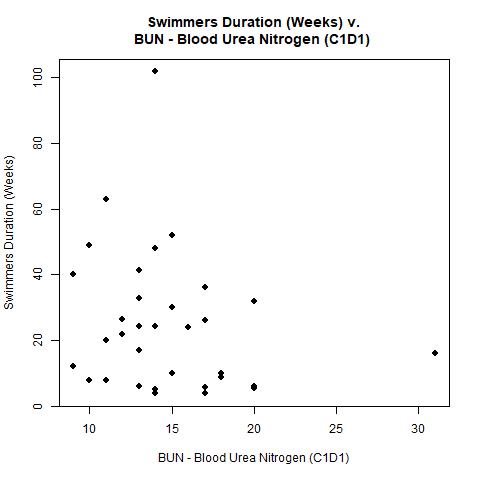 Swimmers Duration (Weeks) v.
BUN - Blood Urea Nitrogen (C1D1)
100
80
60
40
20
0
Swimmers Duration (Weeks)
10 15 20 25 30
BUN - Blood Urea Nitrogen (C1D1)